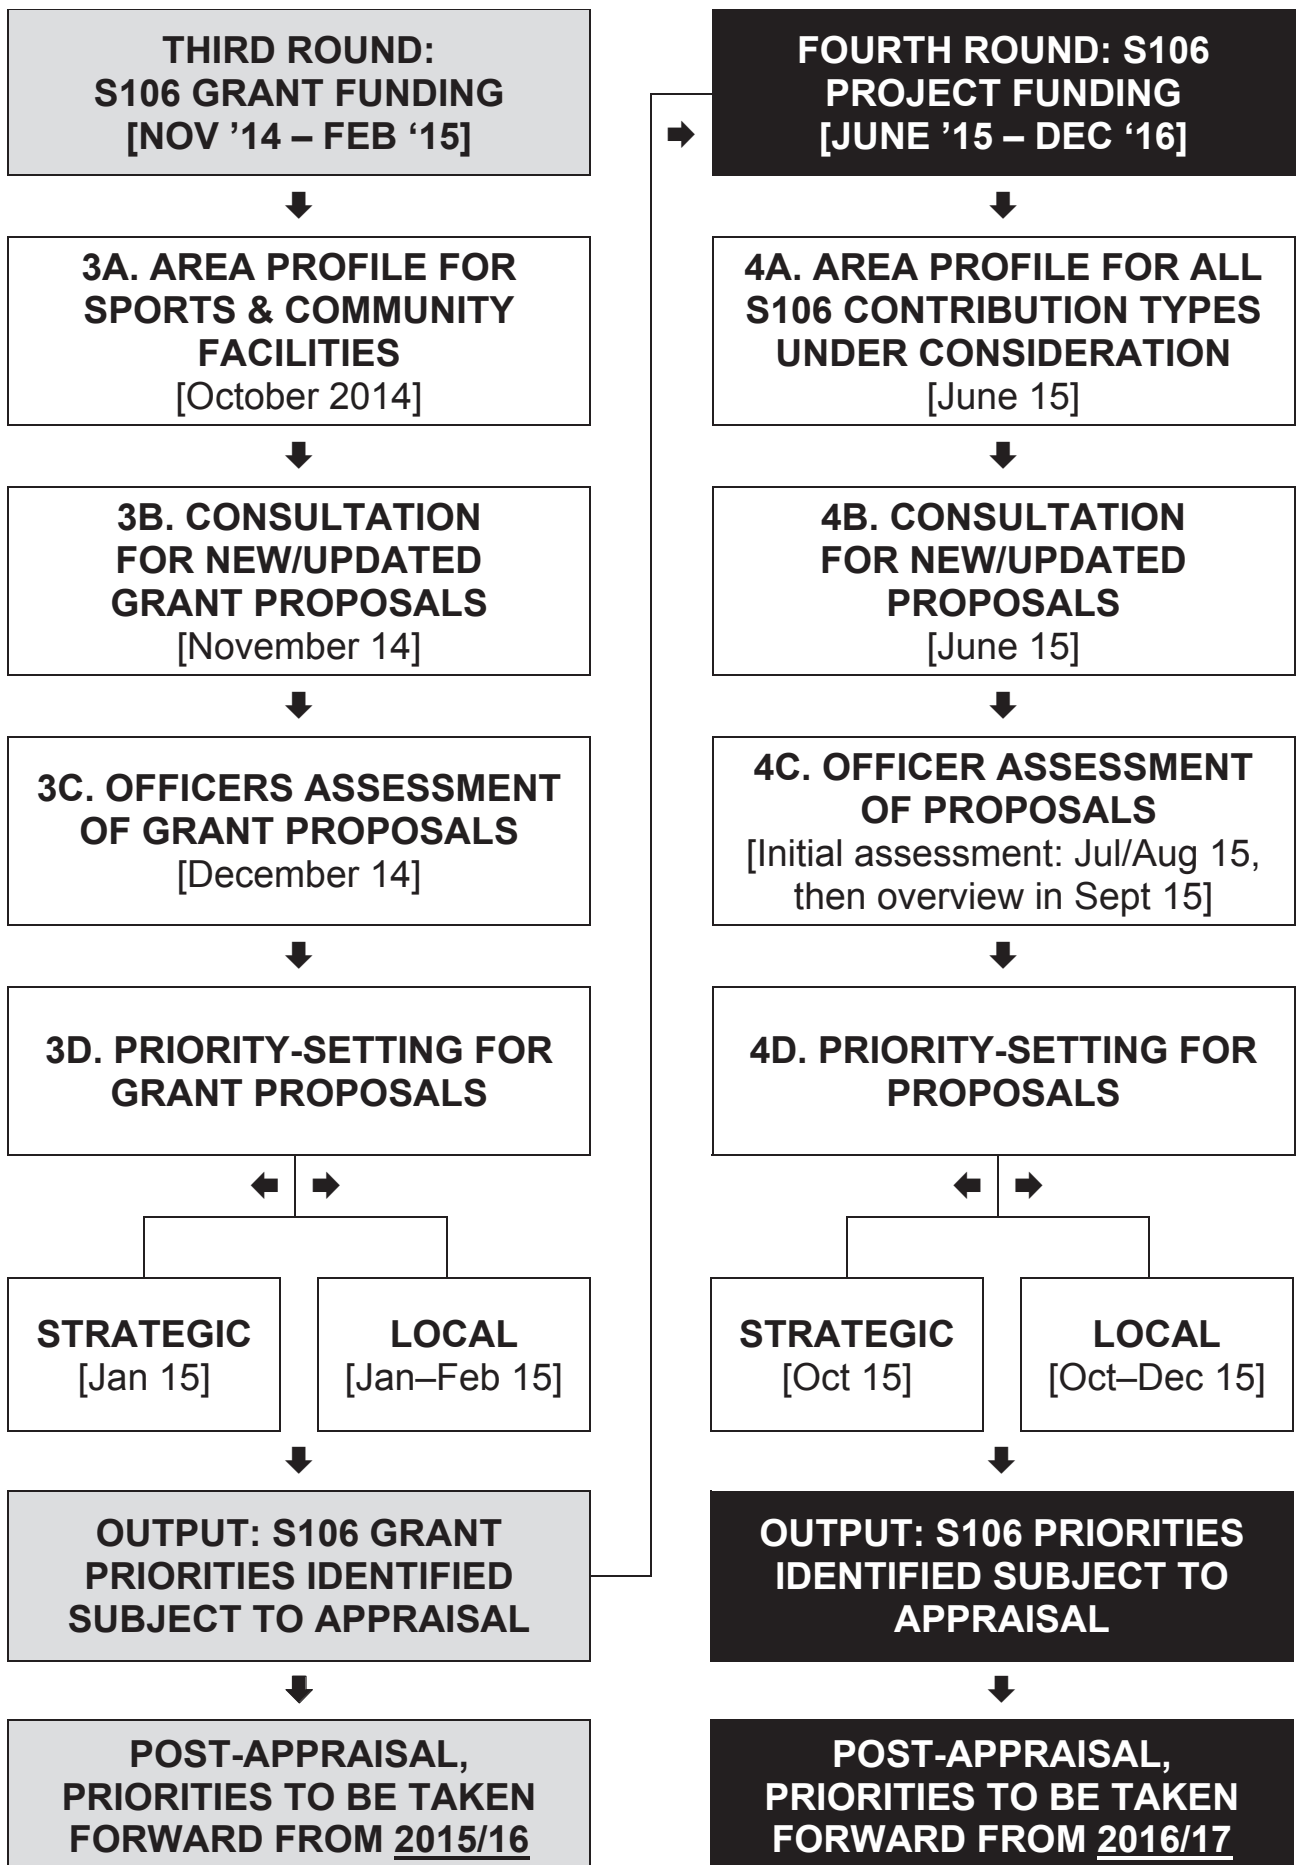 THIRD ROUND:
S106 GRANT FUNDING
[NOV ’14 – FEB ‘15]
3A. AREA PROFILE FOR
SPORTS & COMMUNITY
FACILITIES
[October 2014]
3B. CONSULTATION
FOR NEW/UPDATED
GRANT PROPOSALS
[November 14]
3C. OFFICERS ASSESSMENT
OF GRANT PROPOSALS
[December 14]
3D. PRIORITY-SETTING FOR
GRANT PROPOSALS
STRATEGIC
[Jan 15]
LOCAL
[Jan–Feb 15]
OUTPUT: S106 GRANT
PRIORITIES IDENTIFIED
SUBJECT TO APPRAISAL
POST-APPRAISAL,
PRIORITIES TO BE TAKEN
FORWARD FROM 2015/16
FOURTH ROUND: S106
PROJECT FUNDING
[JUNE ’15 – DEC ‘16]
4A. AREA PROFILE FOR ALL
S106 CONTRIBUTION TYPES
UNDER CONSIDERATION
[June 15]
4B. CONSULTATION
FOR NEW/UPDATED
PROPOSALS
[June 15]
4C. OFFICER ASSESSMENT
OF PROPOSALS
[Initial assessment: Jul/Aug 15,
then overview in Sept 15]
4D. PRIORITY-SETTING FOR
PROPOSALS
STRATEGIC
[Oct 15]
LOCAL
[Oct–Dec 15]
OUTPUT: S106 PRIORITIES
IDENTIFIED SUBJECT TO
APPRAISAL
POST-APPRAISAL,
PRIORITIES TO BE TAKEN
FORWARD FROM 2016/17